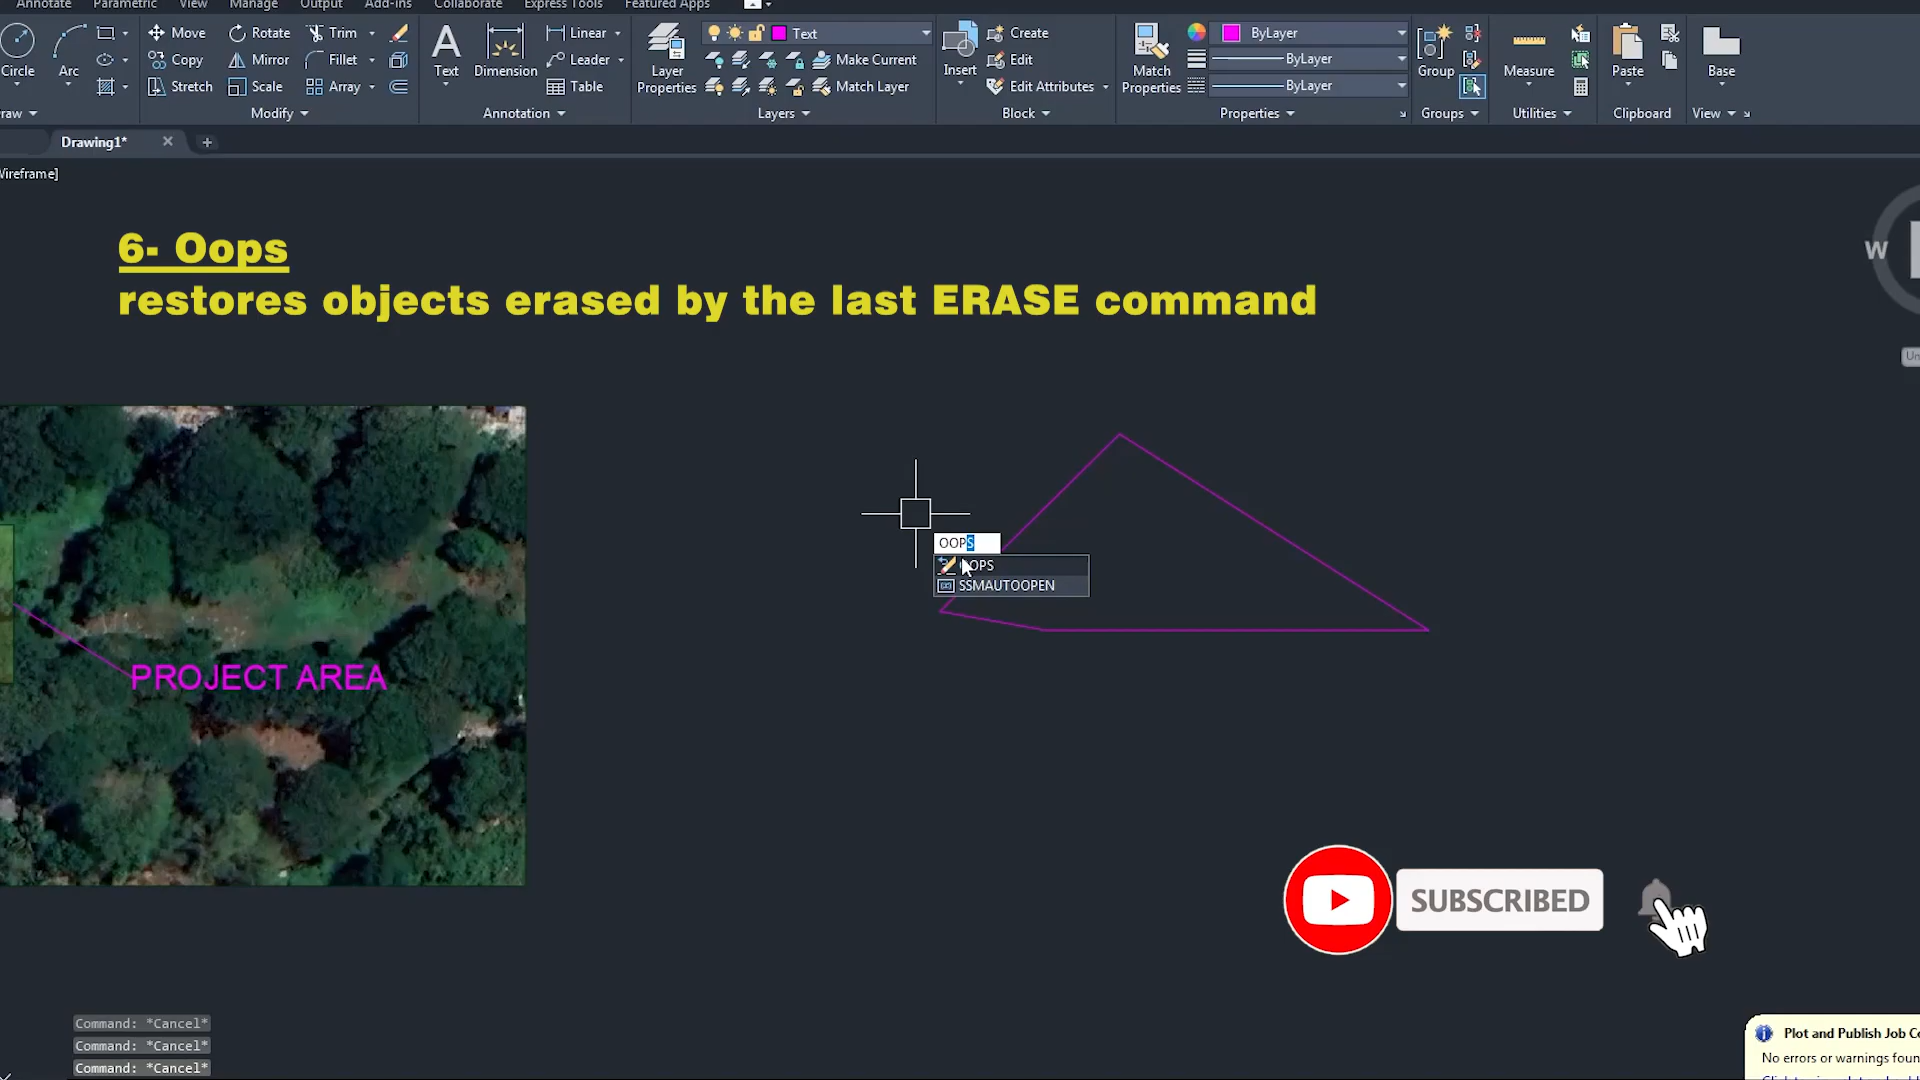 Annotate Parametric View Manage Output Add-ins Collaborate Express Tools Featured Apps
Move Rotate Trim Linear Text Create ByLayer
Circle Arc Copy Mirror Fillet Text Dimension Leader Layer Properties Make Current Insert Edit Match Properties ByLayer Group Measure Paste Base
Stretch Scale Array Table Match Layer Edit Attributes ByLayer
Modify Annotation Layers Block Properties Groups Utilities Clipboard View
Drawing1*
Wireframe]
6- Oops
restores objects erased by the last ERASE command
W
OOPS
OOPS
SSMAUTOOPEN
PROJECT AREA
SUBSCRIBED
Command: *Cancel*
Command: *Cancel*
Command: *Cancel*
Plot and Publish Job
No errors or warnings foun